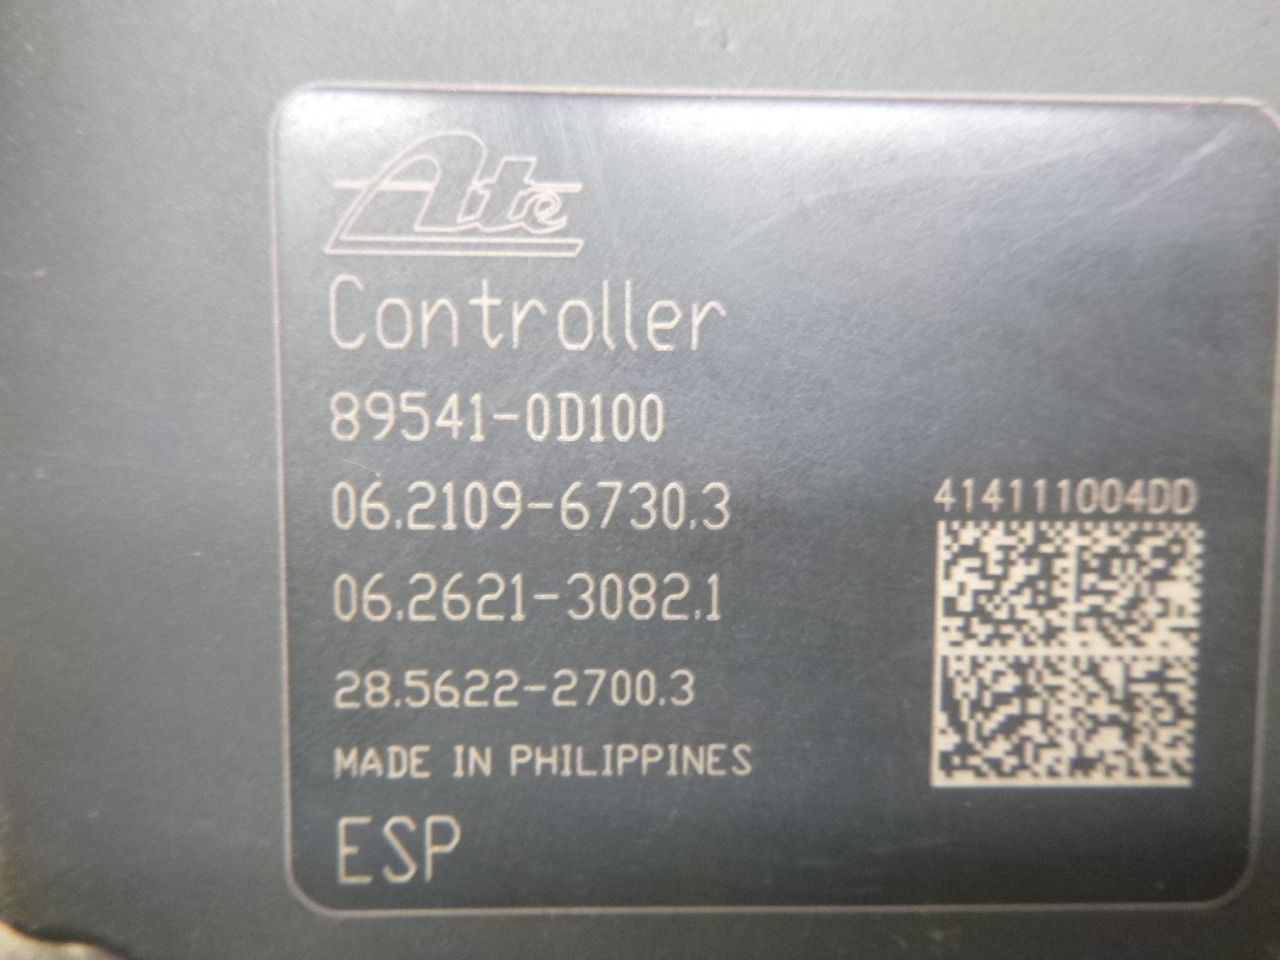 Ate
Controller
89541-0D100
06.2109-6730.3
06.2621-3082.1
28.5622-2700.3
MADE IN PHILIPPINES
ESP
414111004DD